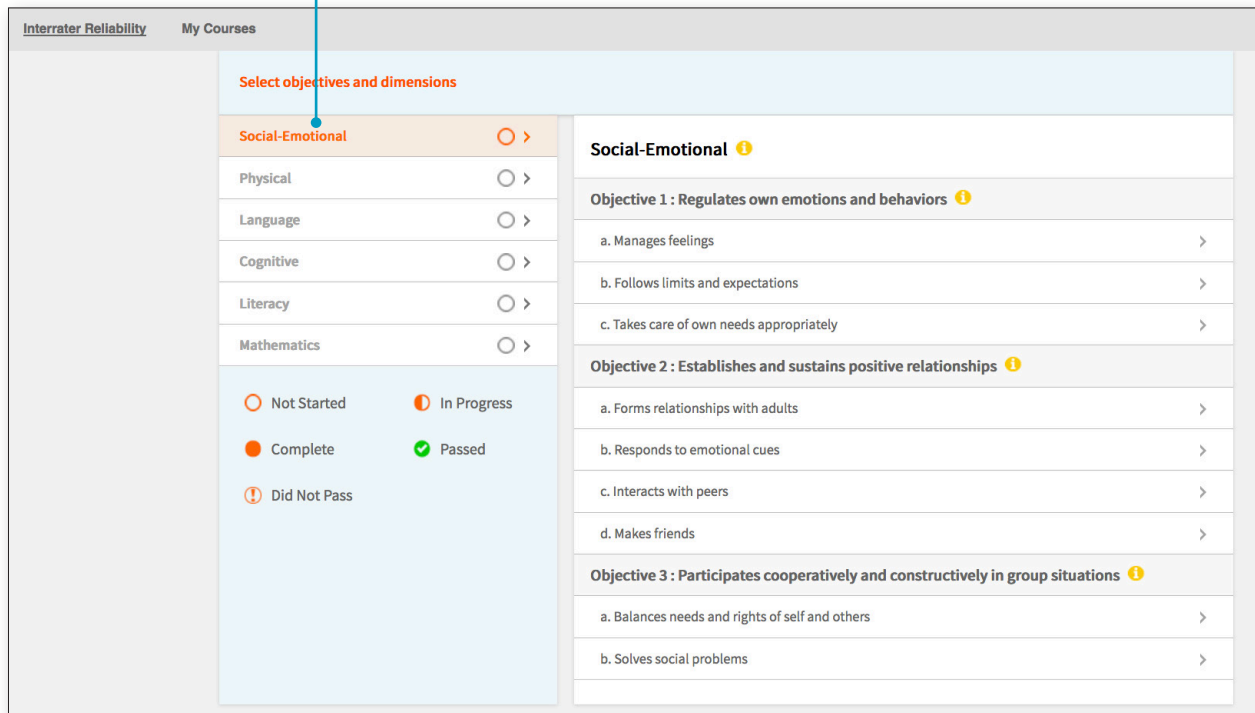 Interrater Reliability My Courses
Select objectives and dimensions
Social-Emotional
Physical
Language
Cognitive
Literacy
Mathematics
Not Started In Progress
Complete Passed
Did Not Pass
Social-Emotional
Objective 1 : Regulates own emotions and behaviors
a. Manages feelings
b. Follows limits and expectations
c. Takes care of own needs appropriately
Objective 2 : Establishes and sustains positive relationships
a. Forms relationships with adults
b. Responds to emotional cues
c. Interacts with peers
d. Makes friends
Objective 3 : Participates cooperatively and constructively in group situations
a. Balances needs and rights of self and others
b. Solves social problems